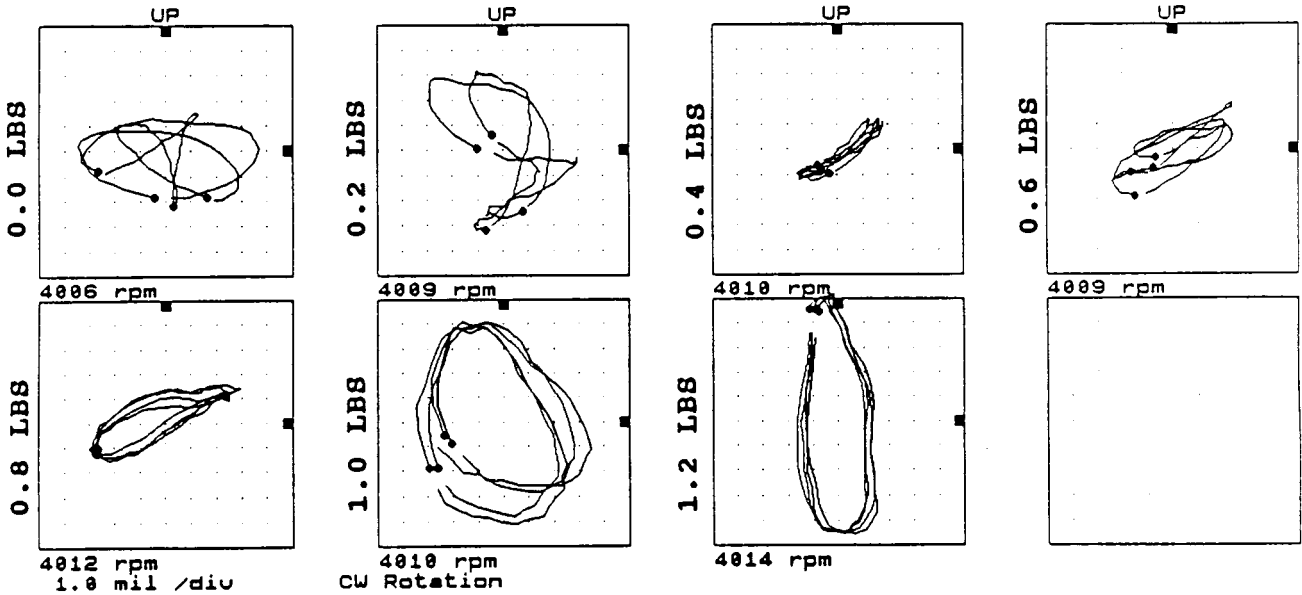 UP
UP
UP
UP
0.0 LBS
0.2 LBS
0.4 LBS
0.6 LBS
4006 rpm
4009 rpm
4010 rpm
4009 rpm
0.8 LBS
1.0 LBS
1.2 LBS
4012 rpm
4010 rpm
4014 rpm
1.0 mil /div
CW Rotation